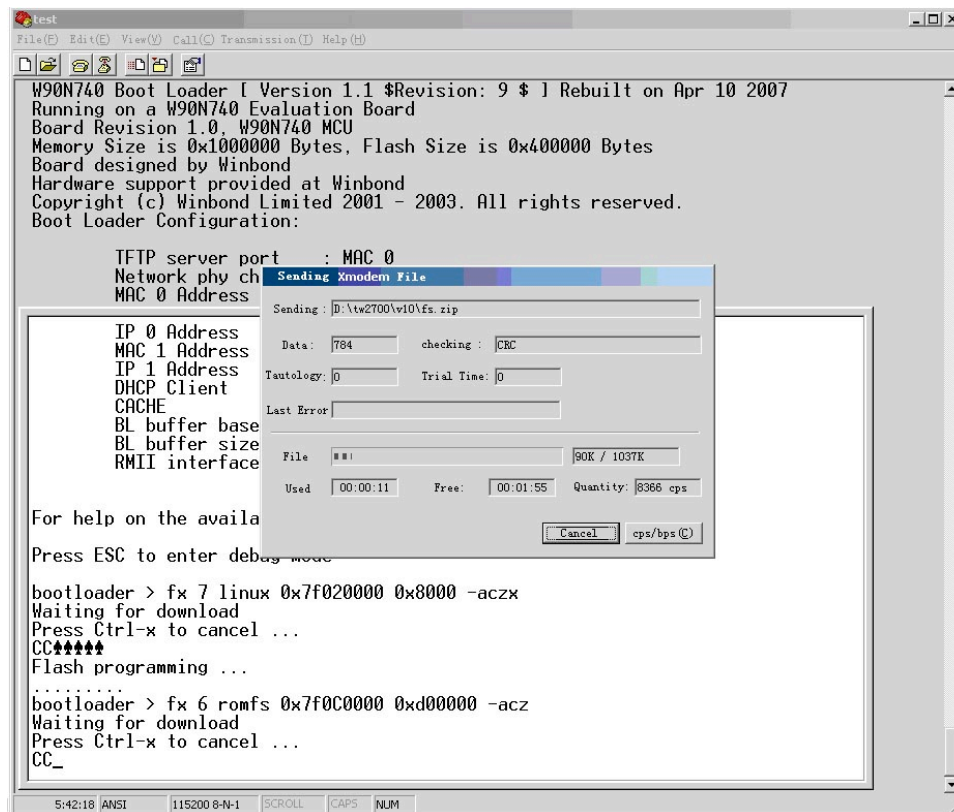 test
File(F) Edit(E) View(V) Call(C) Transmission(T) Help(H)
W90N740 Boot Loader [ Version 1.1 $Revision: 9 $ ] Rebuilt on Apr 10 2007
Running on a W90N740 Evaluation Board
Board Revision 1.0, W90N740 MCU
Memory Size is 0x1000000 Bytes, Flash Size is 0x400000 Bytes
Board designed by Winbond
Hardware support provided at Winbond
Copyright (c) Winbond Limited 2001 - 2003. All rights reserved.
Boot Loader Configuration:
TFTP server port : MAC 0
Network phy ch
MAC 0 Address
IP 0 Address
MAC 1 Address
IP 1 Address
DHCP Client
CACHE
BL buffer base
BL buffer size
RMII interface
Sending Xmodem File
Sending : D:\tw2700\v10\fs.zip
Data: 784 checking : CRC
Tautology: 0 Trial Time: 0
Last Error
File 90K / 1037K
Used 00:00:11 Free: 00:01:55 Quantity: 8366 cps
Cancel cps/bps(C)
For help on the availa
Press ESC to enter debug mode
bootloader > fx 7 linux 0x7f020000 0x8000 -aczx
Waiting for download
Press Ctrl-x to cancel ...
CC♠♠♠♠♠
Flash programming ...
.........
bootloader > fx 6 romfs 0x7f0C0000 0xd00000 -acz
Waiting for download
Press Ctrl-x to cancel ...
CC_
5:42:18 ANSI 115200 8-N-1 SCROLL CAPS NUM